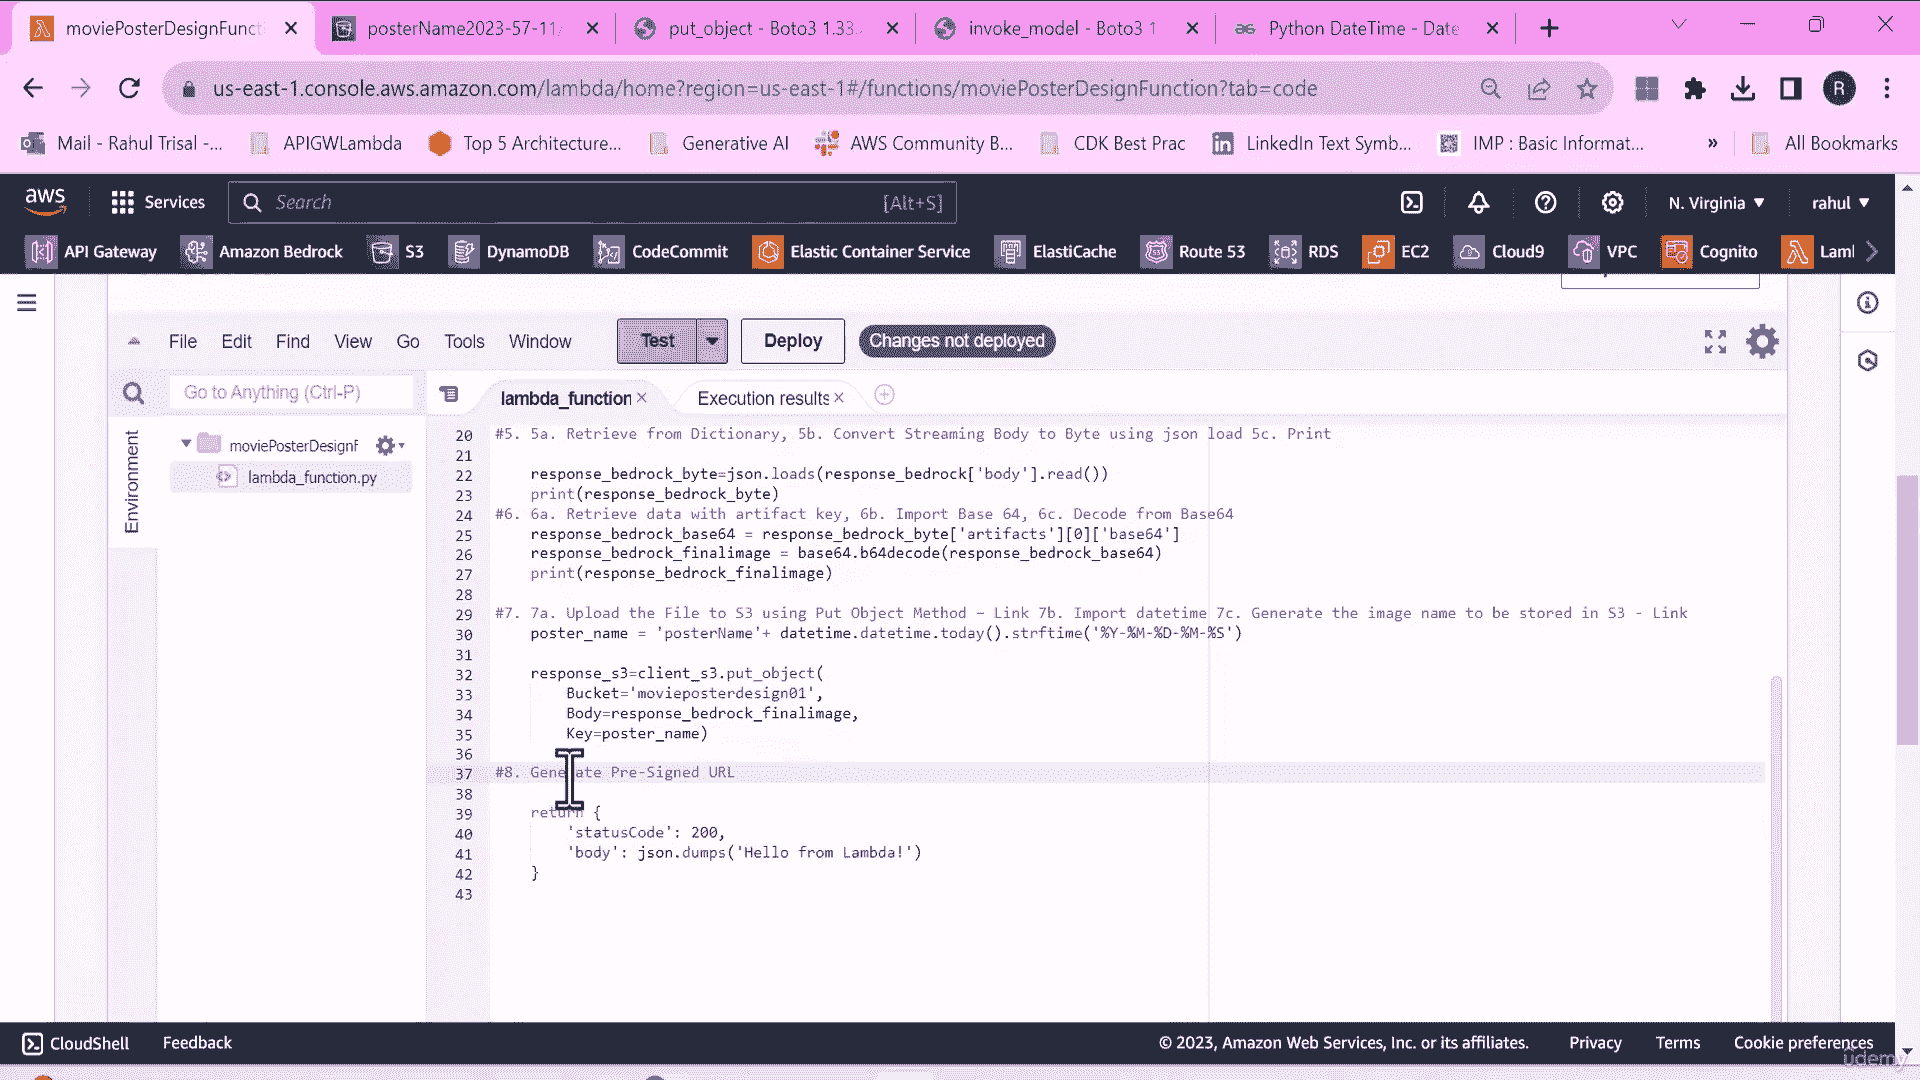 moviePosterDesignFuncti
posterName2023-57-11/
put_object - Boto3 1.33.
invoke_model - Boto3 1
Python DateTime - Date
us-east-1.console.aws.amazon.com/lambda/home?region=us-east-1#/functions/moviePosterDesignFunction?tab=code
R
Mail - Rahul Trisal -...
APIGWLambda
Top 5 Architecture...
Generative AI
AWS Community B...
CDK Best Prac
LinkedIn Text Symb...
IMP : Basic Informat...
»
All Bookmarks
aws
Services
Search
[Alt+S]
N. Virginia
rahul
API Gateway
Amazon Bedrock
S3
DynamoDB
CodeCommit
Elastic Container Service
ElastiCache
Route 53
RDS
EC2
Cloud9
VPC
Cognito
Laml
File Edit Find View Go Tools Window
Test
Deploy
Changes not deployed
Go to Anything (Ctrl-P)
lambda_function
Execution results
Environment
moviePosterDesignF
lambda_function.py
20 #5. 5a. Retrieve from Dictionary, 5b. Convert Streaming Body to Byte using json load 5c. Print
21
22 response_bedrock_byte=json.loads(response_bedrock['body'].read())
23 print(response_bedrock_byte)
24 #6. 6a. Retrieve data with artifact key, 6b. Import Base 64, 6c. Decode from Base64
25 response_bedrock_base64 = response_bedrock_byte['artifacts'][0]['base64']
26 response_bedrock_finalimage = base64.b64decode(response_bedrock_base64)
27 print(response_bedrock_finalimage)
28
29 #7. 7a. Upload the File to S3 using Put Object Method – Link 7b. Import datetime 7c. Generate the image name to be stored in S3 - Link
30 poster_name = 'posterName'+ datetime.datetime.today().strftime('%Y-%M-%D-%M-%S')
31
32 response_s3=client_s3.put_object(
33 Bucket='movieposterdesign01',
34 Body=response_bedrock_finalimage,
35 Key=poster_name)
36
37 #8. Generate Pre-Signed URL
38
39 return {
40 'statusCode': 200,
41 'body': json.dumps('Hello from Lambda!')
42 }
43
CloudShell
Feedback
© 2023, Amazon Web Services, Inc. or its affiliates.
Privacy
Terms
Cookie preferences
ûdemy